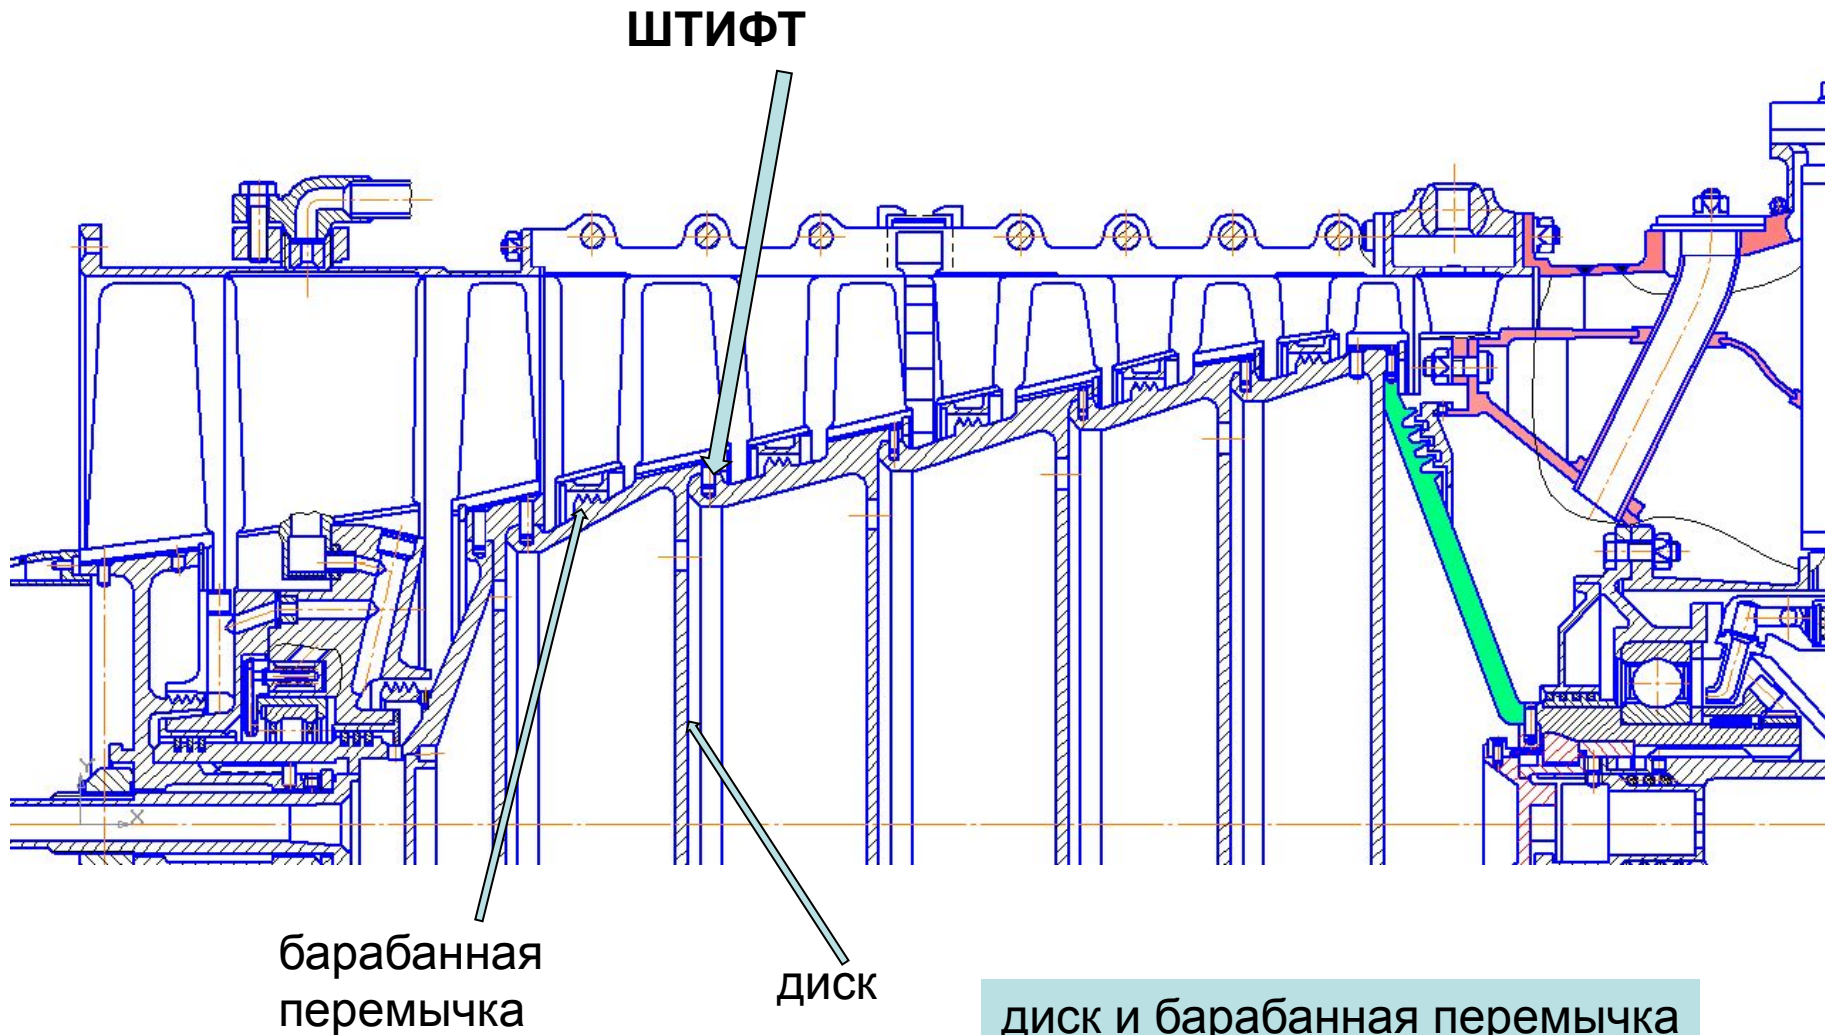 ШТИФТ
Y
X
барабанная
перемычка
диск
диск и барабанная перемычка